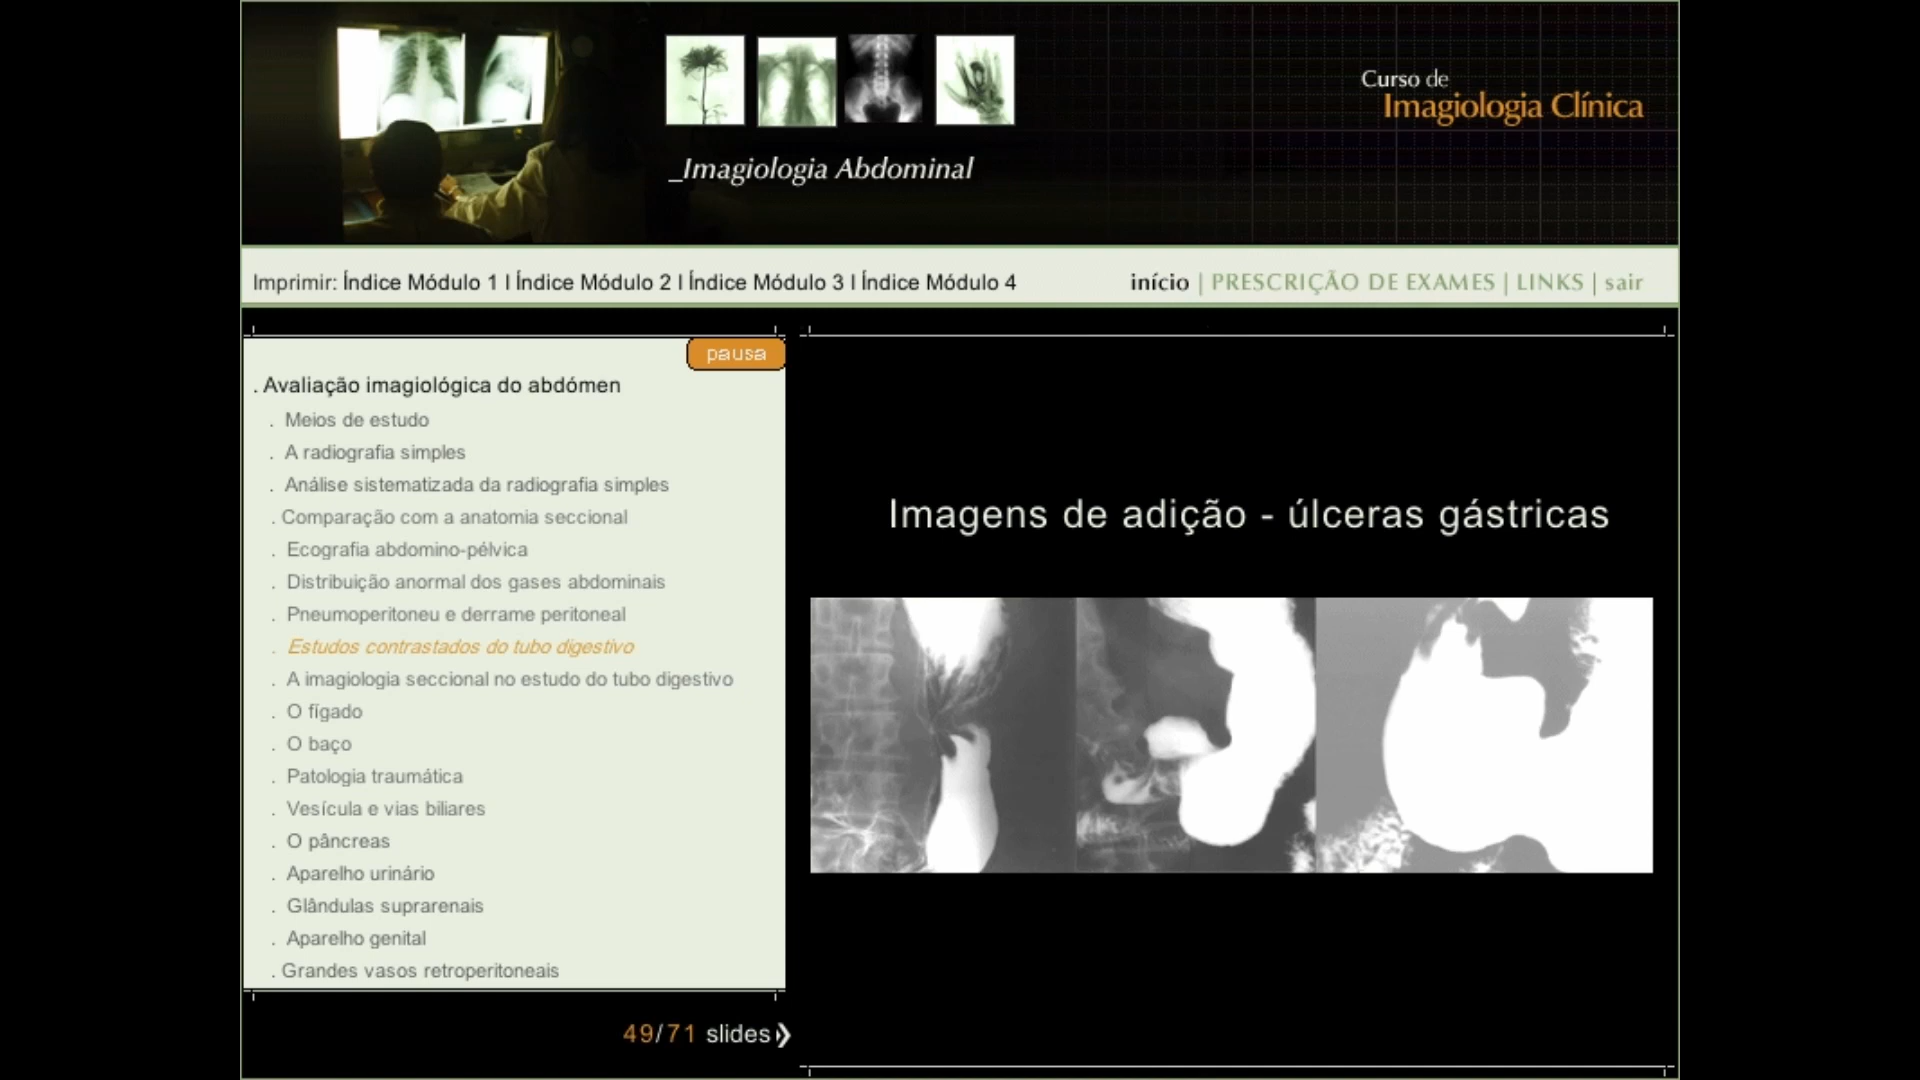 Curso de
Imagiologia Clínica
_Imagiologia Abdominal
Imprimir: Índice Módulo 1 I Índice Módulo 2 I Índice Módulo 3 I Índice Módulo 4
início | PRESCRIÇÃO DE EXAMES | LINKS | sair
pausa
. Avaliação imagiológica do abdómen
. Meios de estudo
. A radiografia simples
. Análise sistematizada da radiografia simples
. Comparação com a anatomia seccional
. Ecografia abdomino-pélvica
. Distribuição anormal dos gases abdominais
. Pneumoperitoneu e derrame peritoneal
. Estudos contrastados do tubo digestivo
. A imagiologia seccional no estudo do tubo digestivo
. O fígado
. O baço
. Patologia traumática
. Vesícula e vias biliares
. O pâncreas
. Aparelho urinário
. Glândulas suprarenais
. Aparelho genital
. Grandes vasos retroperitoneais
49/71 slides
Imagens de adição - úlceras gástricas